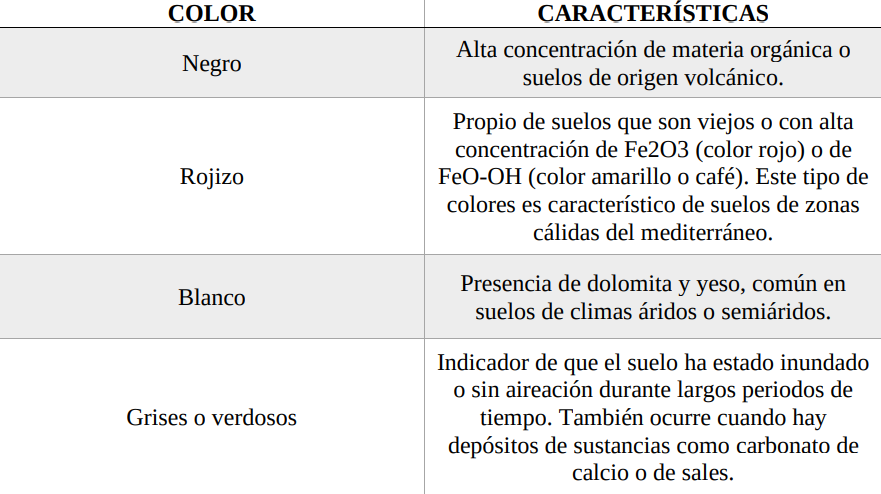 COLOR
CARACTERÍSTICAS
Negro
Alta concentración de materia orgánica o
suelos de origen volcánico.
Rojizo
Propio de suelos que son viejos o con alta
concentración de Fe2O3 (color rojo) o de
FeO-OH (color amarillo o café). Este tipo de
colores es característico de suelos de zonas
cálidas del mediterráneo.
Blanco
Presencia de dolomita y yeso, común en
suelos de climas áridos o semiáridos.
Grises o verdosos
Indicador de que el suelo ha estado inundado
o sin aireación durante largos periodos de
tiempo. También ocurre cuando hay
depósitos de sustancias como carbonato de
calcio o de sales.